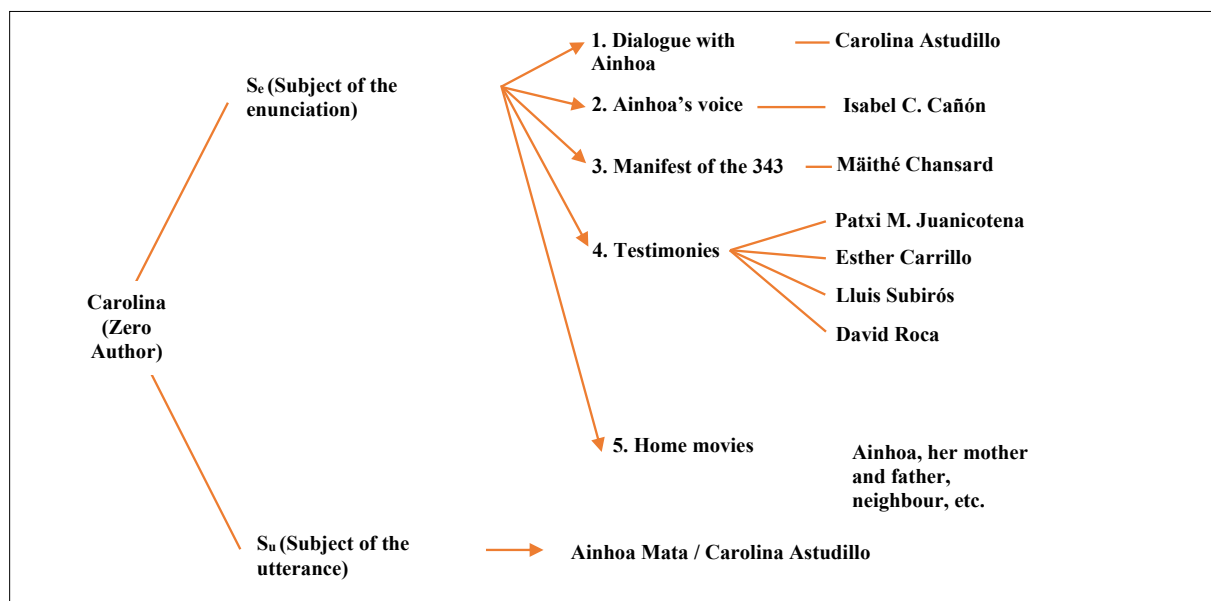 1. Dialogue with
Ainhoa
Carolina Astudillo
Se (Subject of the
enunciation)
2. Ainhoa’s voice
Isabel C. Cañón
3. Manifest of the 343
Mäithé Chansard
4. Testimonies
Patxi M. Juanicotena
Esther Carrillo
Lluis Subirós
David Roca
Carolina
(Zero
Author)
5. Home movies
Ainhoa, her mother
and father,
neighbour, etc.
Su (Subject of the
utterance)
Ainhoa Mata / Carolina Astudillo